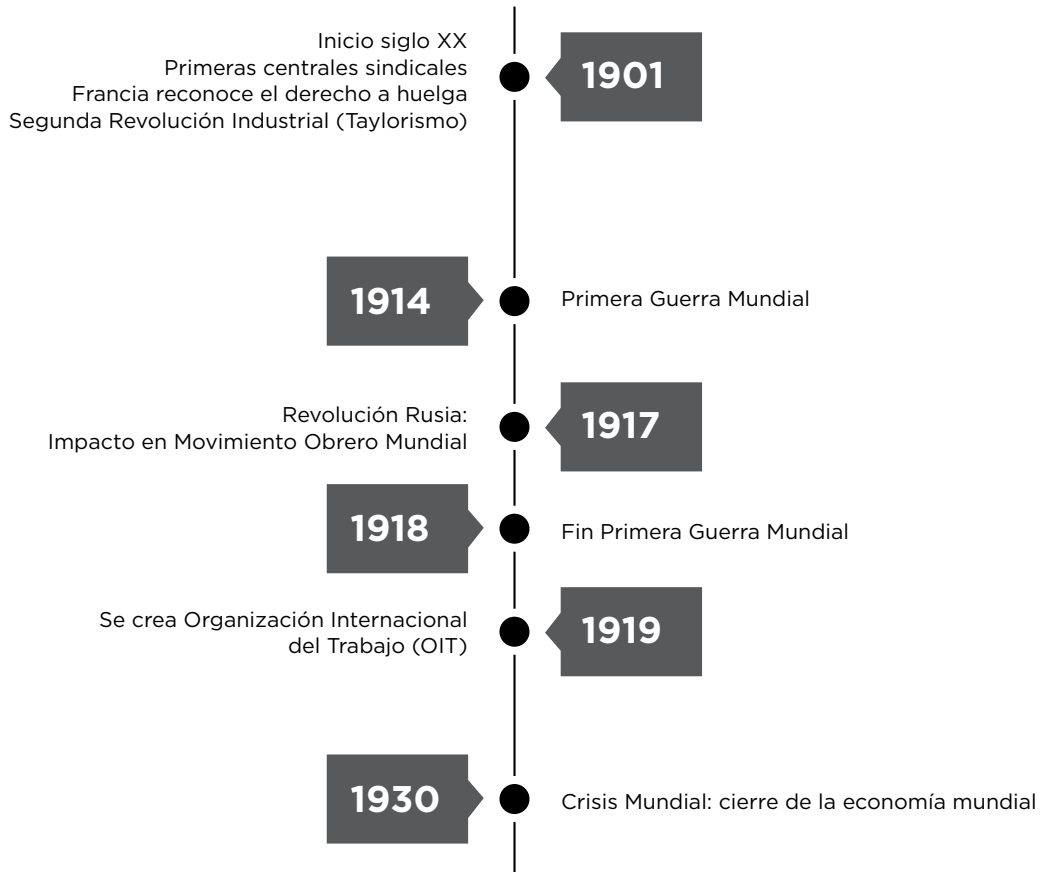 Inicio siglo XX
Primeras centrales sindicales
Francia reconoce el derecho a huelga
Segunda Revolución Industrial (Taylorismo)
1901
1914
Primera Guerra Mundial
Revolución Rusia:
Impacto en Movimiento Obrero Mundial
1917
1918
Fin Primera Guerra Mundial
Se crea Organización Internacional
del Trabajo (OIT)
1919
1930
Crisis Mundial: cierre de la economía mundial